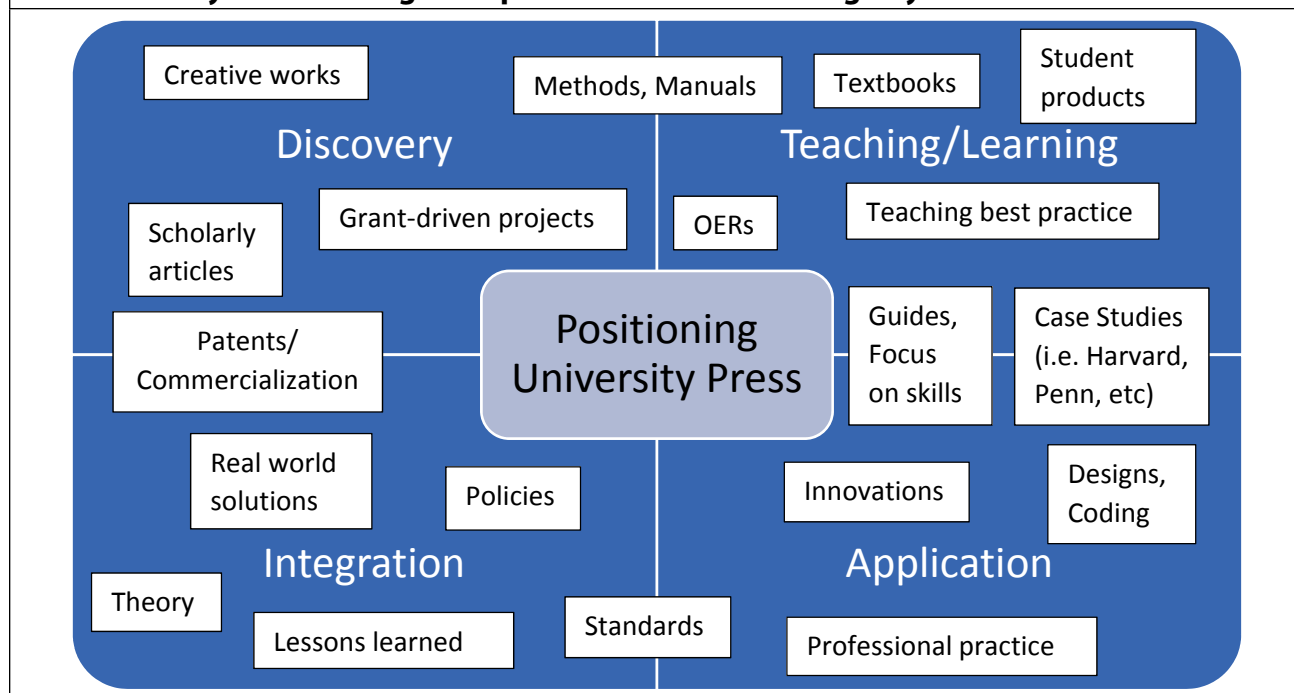 Creative works
Methods, Manuals
Textbooks
Student
products
Discovery
Teaching/Learning
Grant-driven projects
OERs
Teaching best practice
Scholarly
articles
Patents/
Commercialization
Positioning
University Press
Guides,
Focus
on skills
Case Studies
(i.e. Harvard,
Penn, etc)
Real world
solutions
Policies
Innovations
Designs,
Coding
Integration
Application
Theory
Lessons learned
Standards
Professional practice